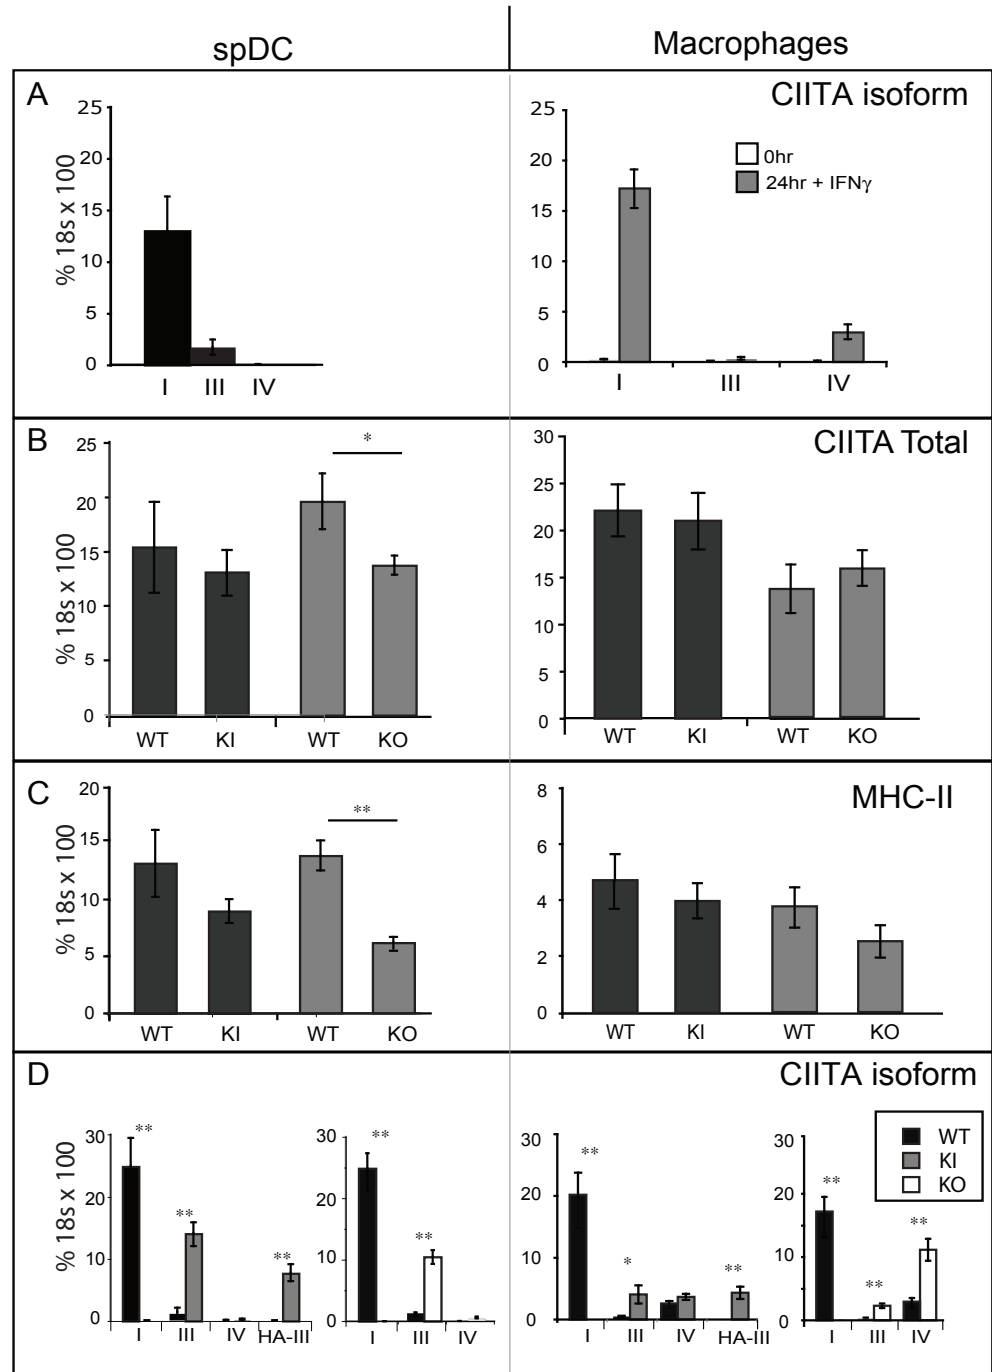 spDC
Macrophages
A
CIITA isoform
% 18s x 100
25
20
15
10
5
0
I III IV
25
20
15
10
5
0
0hr
24hr + IFNγ
I III IV
B
CIITA Total
% 18s x 100
25
20
15
10
5
0
*
WT KI WT KO
30
25
20
15
10
5
0
WT KI WT KO
C
MHC-II
% 18s x 100
20
15
10
5
0
**
WT KI WT KO
8
6
4
2
0
WT KI WT KO
D
CIITA isoform
% 18s x 100
30
20
10
0
**
**
**
I III IV HA-III
30
20
10
0
**
**
I III IV
30
20
10
0
**
*
**
I III IV HA-III
30
20
10
0
**
**
**
I III IV
WT
KI
KO